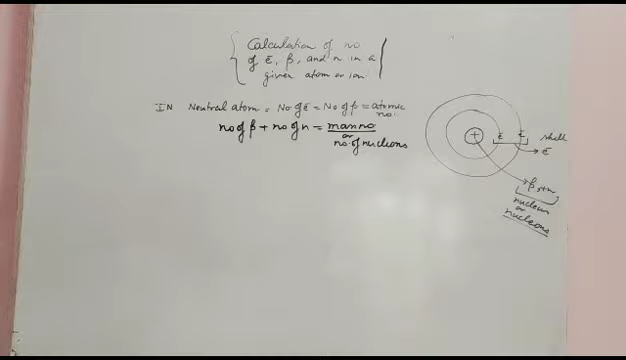 Calculation of no
of ē, p, and n in a
given atom or ion
IN Neutral atom, No of ē = No of p = atomic no.
no of p + no of n = mass no
or
no. of nucleons
ē ē shell
+
ē
p + n
nucleus
or
nucleons